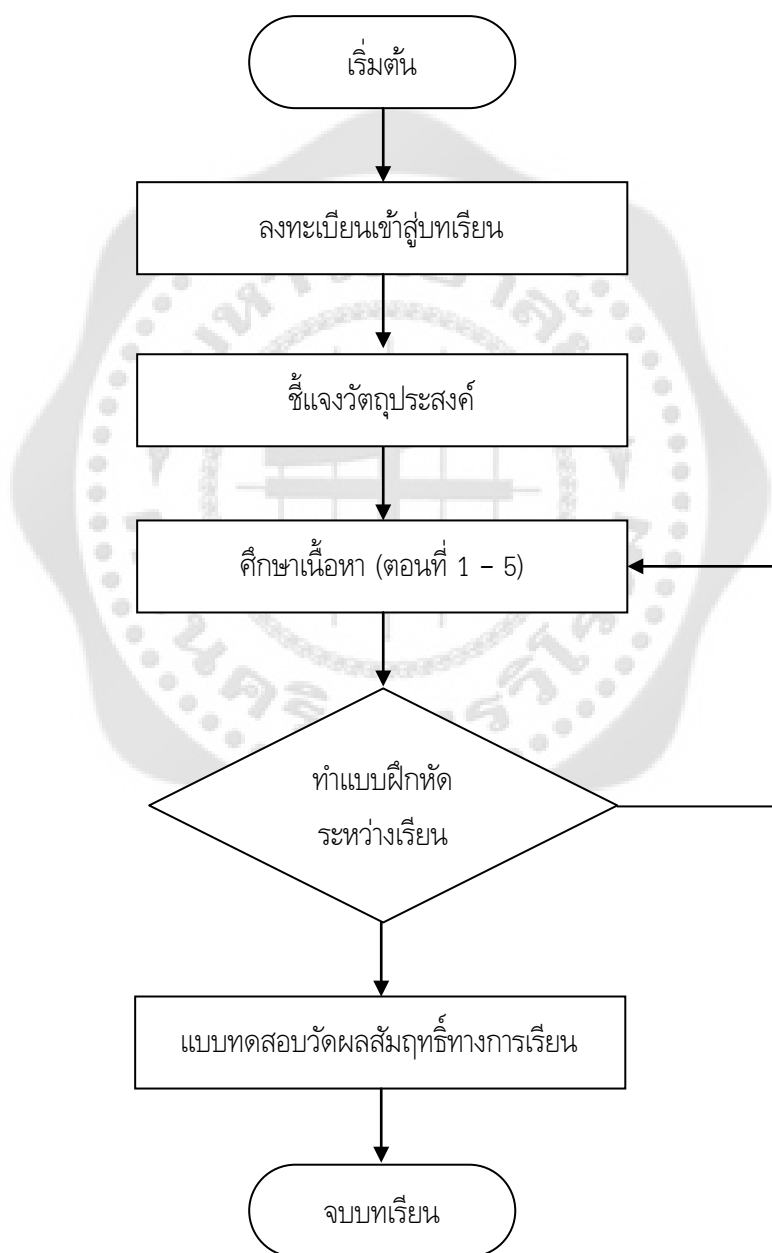 เริ่มต้น
ลงทะเบียนเข้าสู่บทเรียน
ชี้แจงวัตถุประสงค์
ศึกษาเนื้อหา (ตอนที่ 1 – 5)
ทำแบบฝึกหัด
ระหว่างเรียน
แบบทดสอบวัดผลสัมฤทธิ์ทางการเรียน
จบบทเรียน